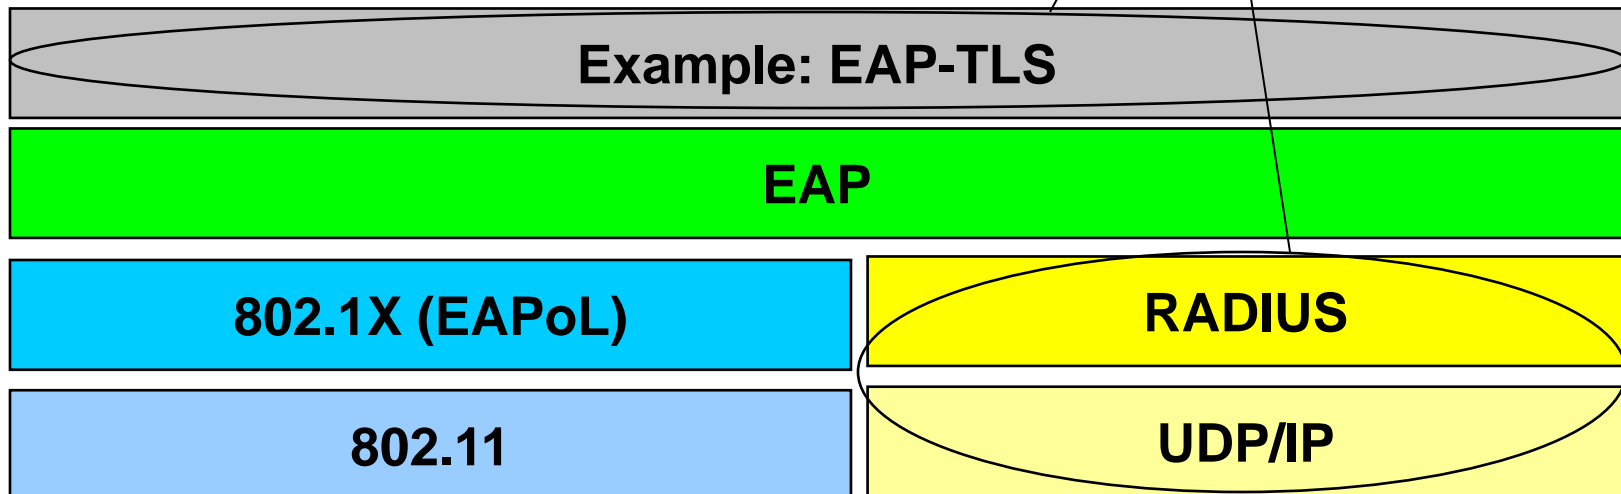 Example: EAP-TLS
EAP
802.1X (EAPoL)
RADIUS
802.11
UDP/IP